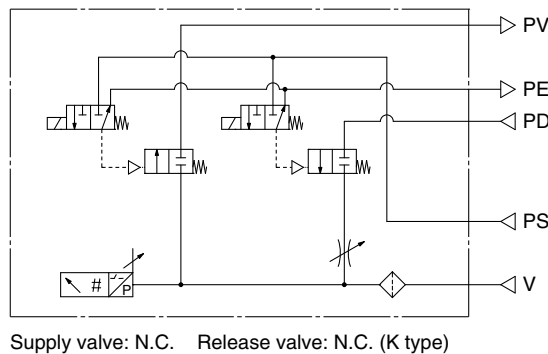 PV
PE
PD
PS
# P
V
Supply valve: N.C. Release valve: N.C. (K type)